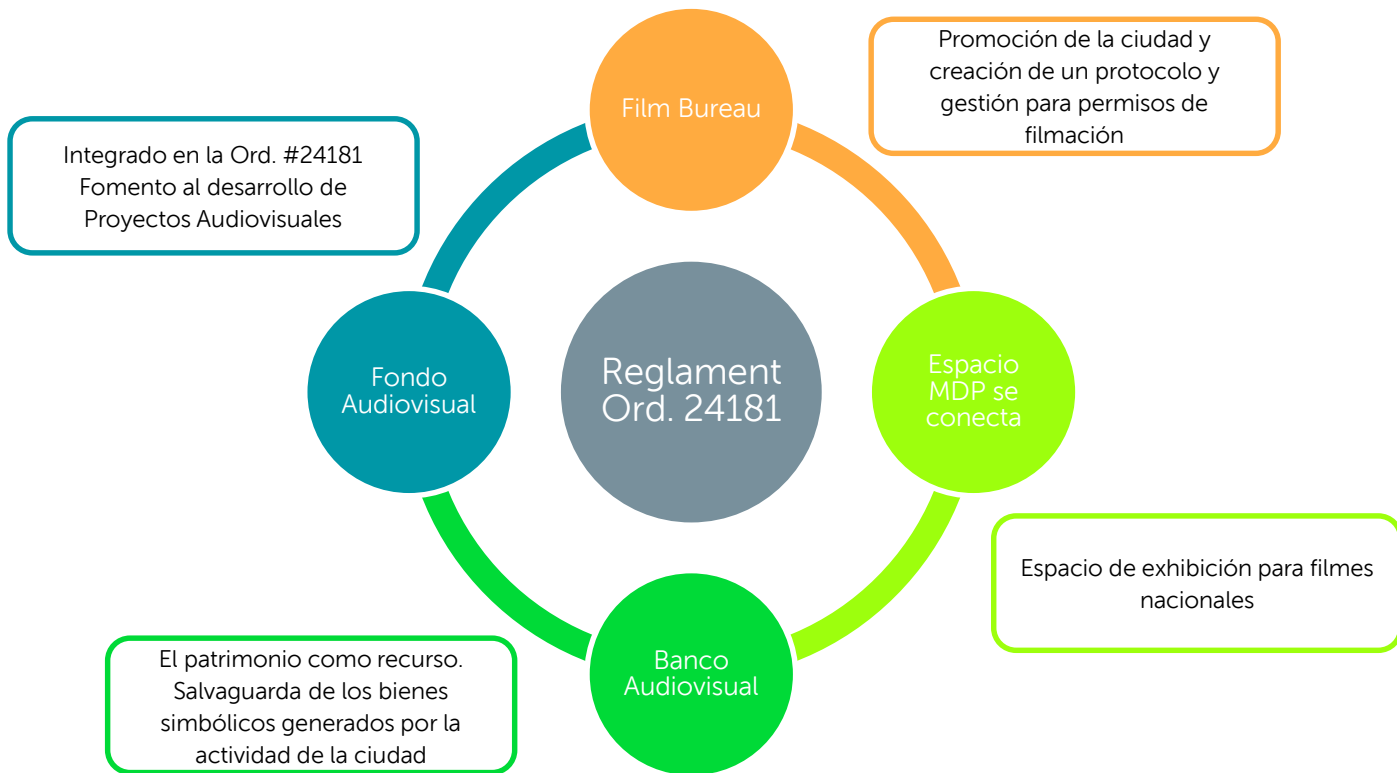 Film Bureau
Promoción de la ciudad y
creación de un protocolo y
gestión para permisos de
filmación
Integrado en la Ord. #24181
Fomento al desarrollo de
Proyectos Audiovisuales
Fondo
Audiovisual
Reglament
Ord. 24181
Espacio
MDP se
conecta
Espacio de exhibición para filmes
nacionales
Banco
Audiovisual
El patrimonio como recurso.
Salvaguarda de los bienes
simbólicos generados por la
actividad de la ciudad